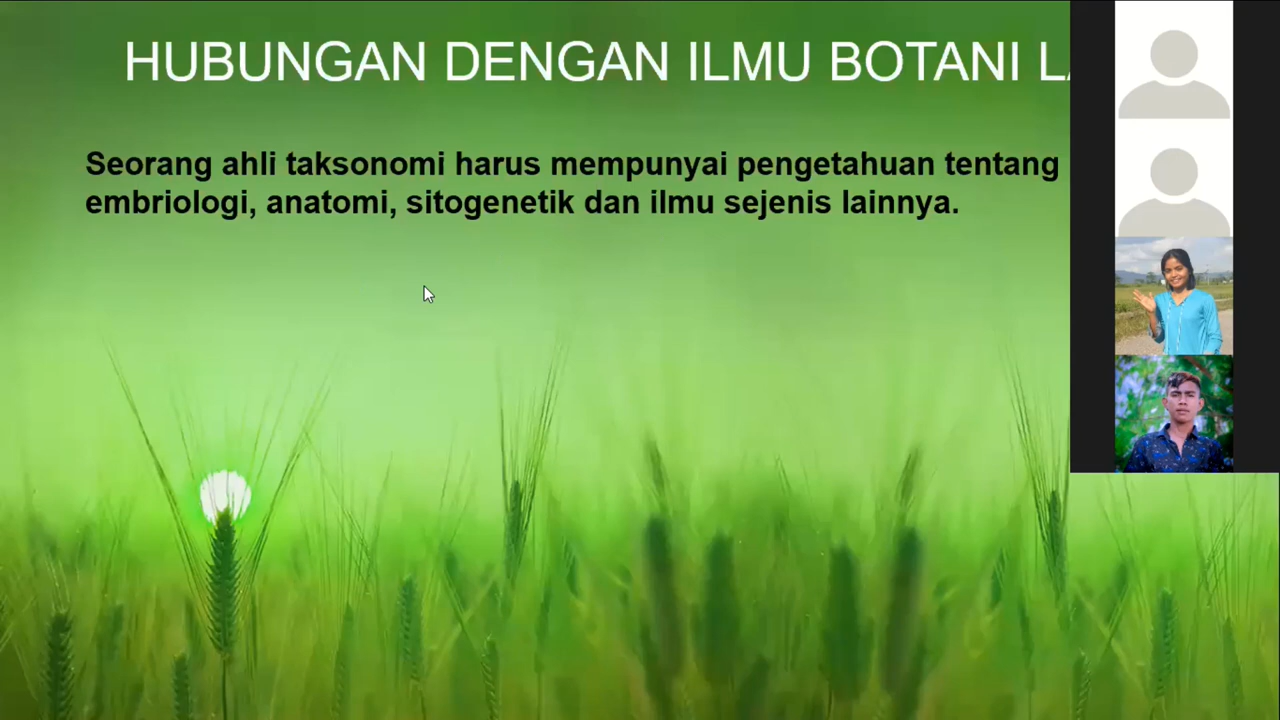 HUBUNGAN DENGAN ILMU BOTANI
Seorang ahli taksonomi harus mempunyai pengetahuan tentang
embriologi, anatomi, sitogenetik dan ilmu sejenis lainnya.